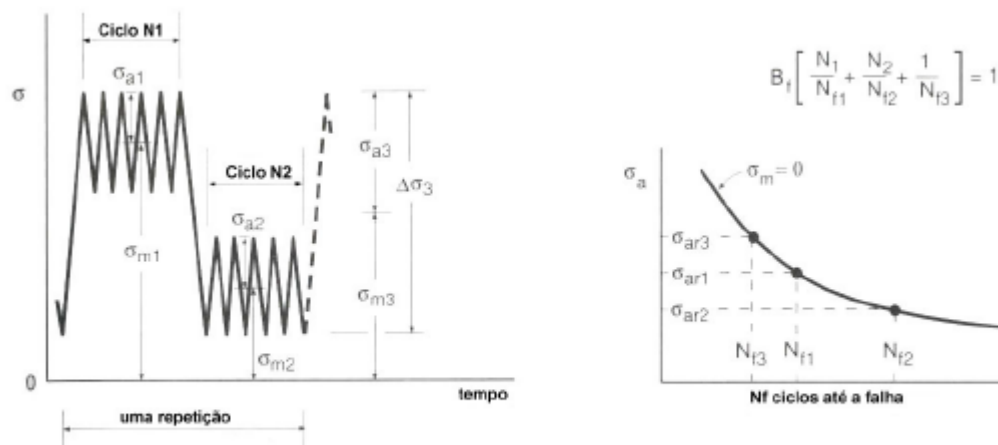 Ciclo N1
σa1
σ
Ciclo N2
σa3
Δσ3
σa2
σm1
σm3
σm2
0
tempo
uma repetição
Bf [ N1/Nf1 + N2/Nf2 + 1/Nf3 ] = 1
σa
σm=0
σar3
σar1
σar2
Nf3 Nf1 Nf2
Nf ciclos até a falha